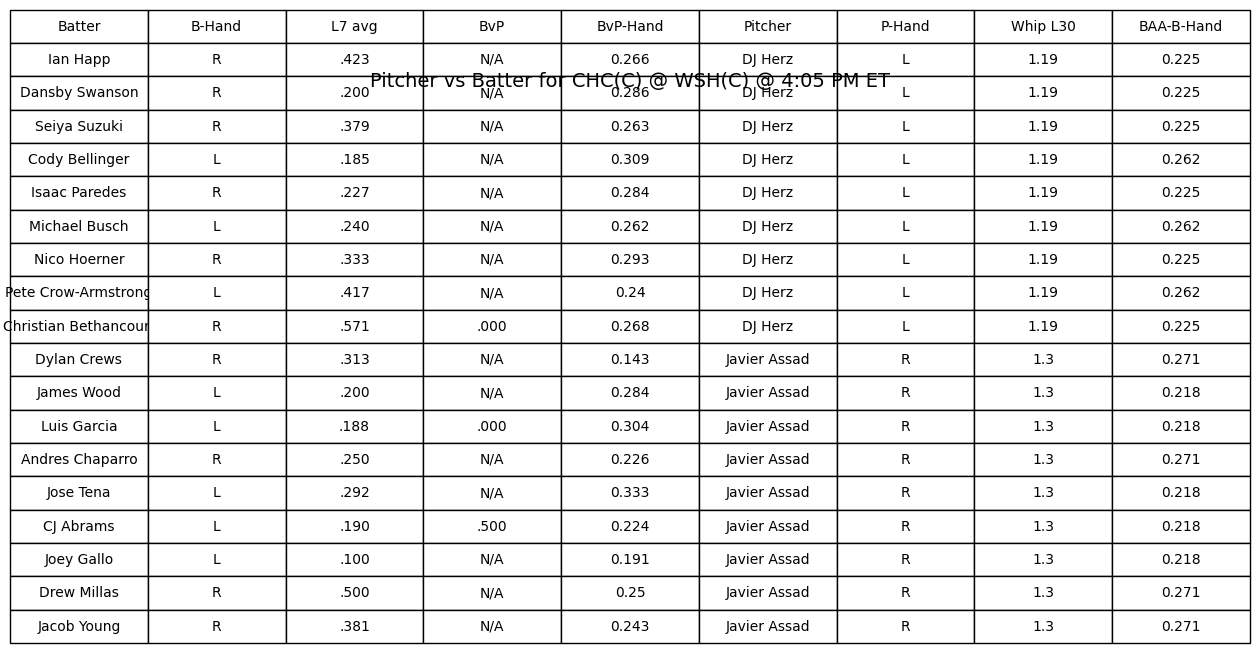 Batter B-Hand L7 avg BvP BvP-Hand Pitcher P-Hand Whip L30 BAA-B-Hand
Ian Happ R .423 N/A 0.266 DJ Herz L 1.19 0.225
Pitcher vs Batter for CHC(C) @ WSH(C) @ 4:05 PM ET
Dansby Swanson R .200 N/A 0.286 DJ Herz L 1.19 0.225
Seiya Suzuki R .379 N/A 0.263 DJ Herz L 1.19 0.225
Cody Bellinger L .185 N/A 0.309 DJ Herz L 1.19 0.262
Isaac Paredes R .227 N/A 0.284 DJ Herz L 1.19 0.225
Michael Busch L .240 N/A 0.262 DJ Herz L 1.19 0.262
Nico Hoerner R .333 N/A 0.293 DJ Herz L 1.19 0.225
Pete Crow-Armstrong L .417 N/A 0.24 DJ Herz L 1.19 0.262
Christian Bethancour R .571 .000 0.268 DJ Herz L 1.19 0.225
Dylan Crews R .313 N/A 0.143 Javier Assad R 1.3 0.271
James Wood L .200 N/A 0.284 Javier Assad R 1.3 0.218
Luis Garcia L .188 .000 0.304 Javier Assad R 1.3 0.218
Andres Chaparro R .250 N/A 0.226 Javier Assad R 1.3 0.271
Jose Tena L .292 N/A 0.333 Javier Assad R 1.3 0.218
CJ Abrams L .190 .500 0.224 Javier Assad R 1.3 0.218
Joey Gallo L .100 N/A 0.191 Javier Assad R 1.3 0.218
Drew Millas R .500 N/A 0.25 Javier Assad R 1.3 0.271
Jacob Young R .381 N/A 0.243 Javier Assad R 1.3 0.271